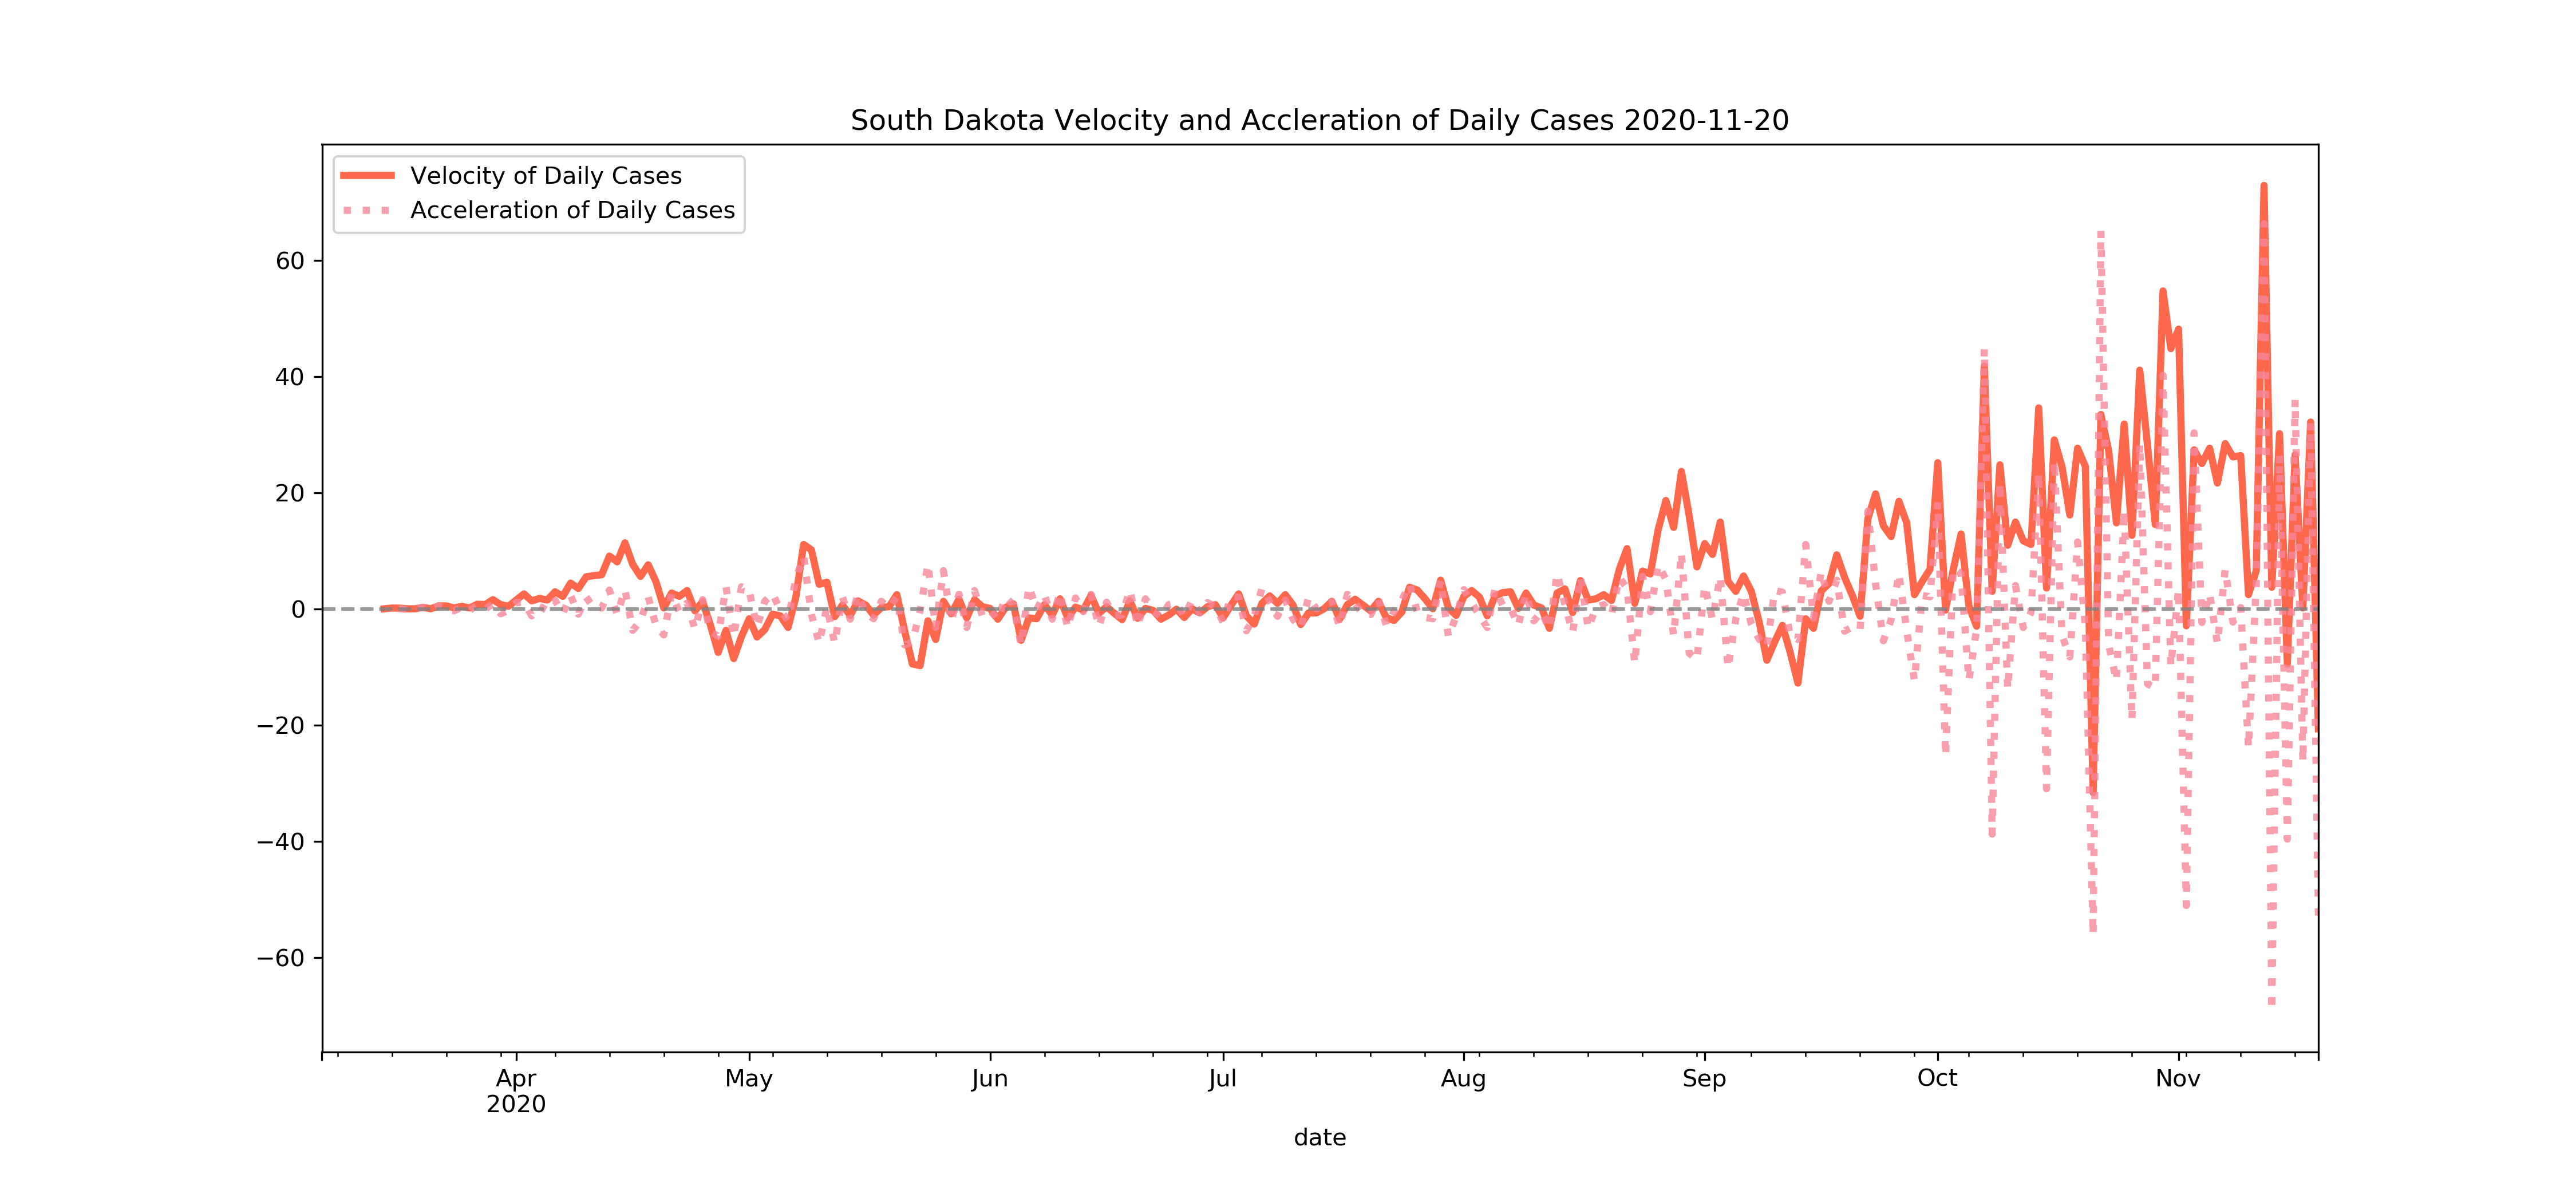 South Dakota Velocity and Accleration of Daily Cases 2020-11-20
Velocity of Daily Cases
Acceleration of Daily Cases
60
40
20
0
−20
−40
−60
Apr May Jun Jul Aug Sep Oct Nov
2020
date